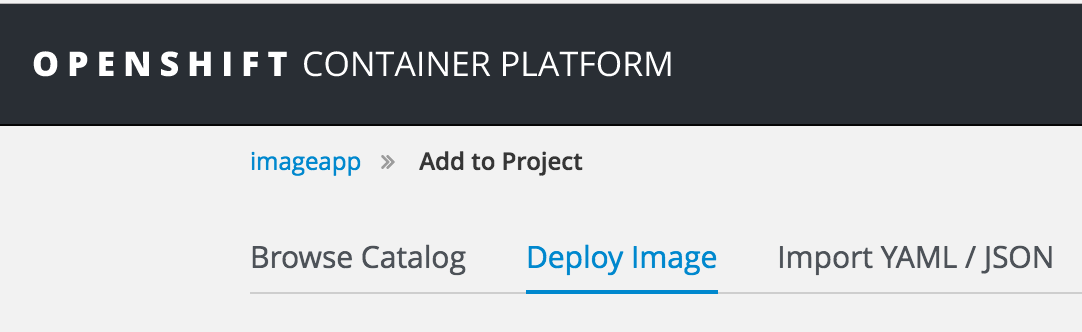 OPENSHIFT CONTAINER PLATFORM
imageapp » Add to Project
Browse Catalog Deploy Image Import YAML / JSON